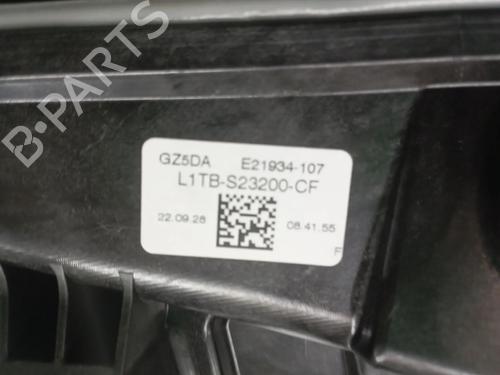 GZ5DA E21934-107
L1TB-S23200-CF
22.09.28 08.41.55
F
B-PARTS